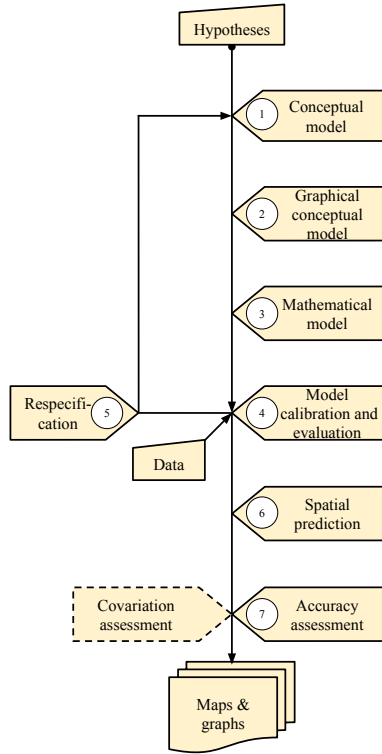 Hypotheses
1
Conceptual
model
2
Graphical
conceptual
model
3
Mathematical
model
Respecifi-
cation
5
4
Model
calibration and
evaluation
Data
6
Spatial
prediction
Covariation
assessment
7
Accuracy
assessment
Maps &
graphs